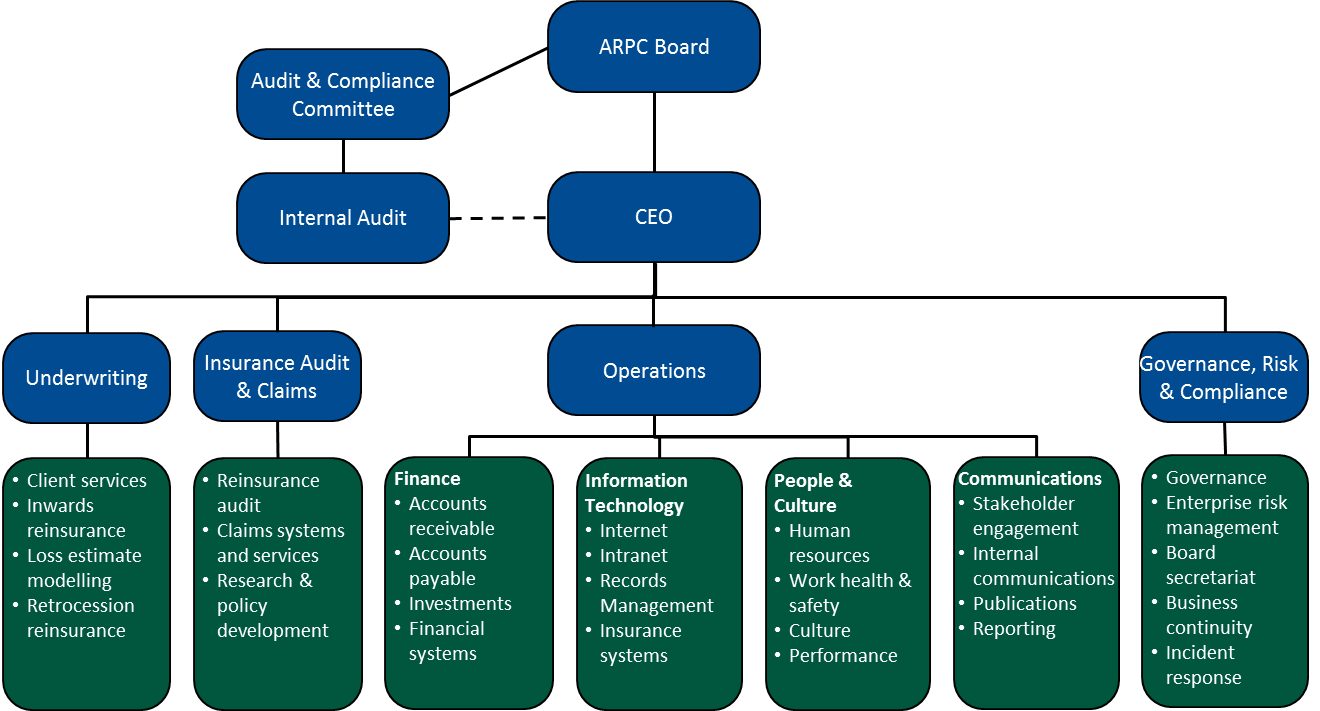 ARPC Board
Audit & Compliance
Committee
Internal Audit
CEO
Underwriting
Insurance Audit
& Claims
Operations
Governance, Risk
& Compliance
• Client services
• Inwards
reinsurance
• Loss estimate
modelling
• Retrocession
reinsurance
• Reinsurance
audit
• Claims systems
and services
• Research &
policy
development
Finance
• Accounts
receivable
• Accounts
payable
• Investments
• Financial
systems
Information
Technology
• Internet
• Intranet
• Records
Management
• Insurance
systems
People &
Culture
• Human
resources
• Work health &
safety
• Culture
• Performance
Communications
• Stakeholder
engagement
• Internal
communications
• Publications
• Reporting
• Governance
• Enterprise risk
management
• Board
secretariat
• Business
continuity
• Incident
response